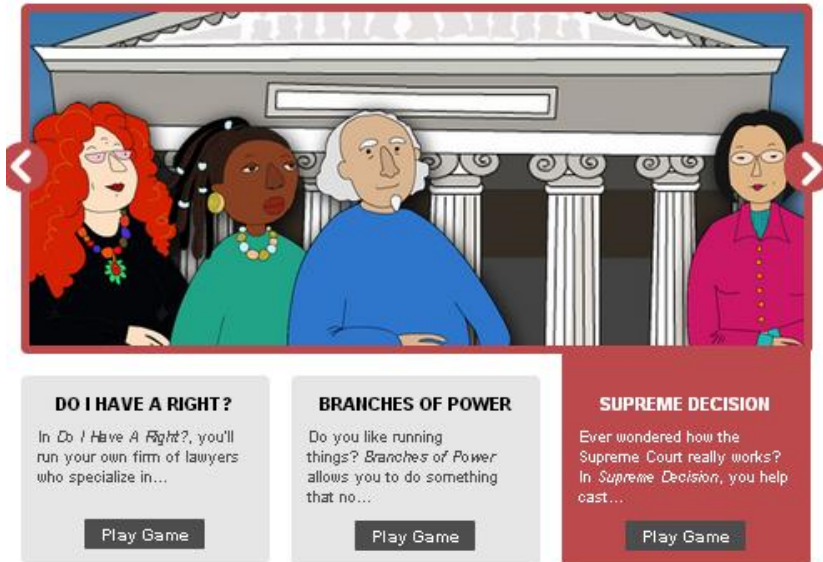 DO I HAVE A RIGHT?
In Do I Have A Right?, you'll
run your own firm of lawyers
who specialize in...
Play Game
BRANCHES OF POWER
Do you like running
things? Branches of Power
allows you to do something
that no...
Play Game
SUPREME DECISION
Ever wondered how the
Supreme Court really works?
In Supreme Decision, you help
cast...
Play Game